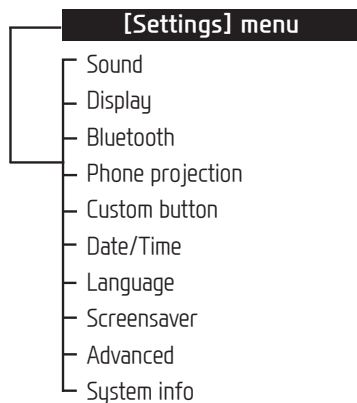 [Settings] menu
Sound
Display
Bluetooth
Phone projection
Custom button
Date/Time
Language
Screensaver
Advanced
System info